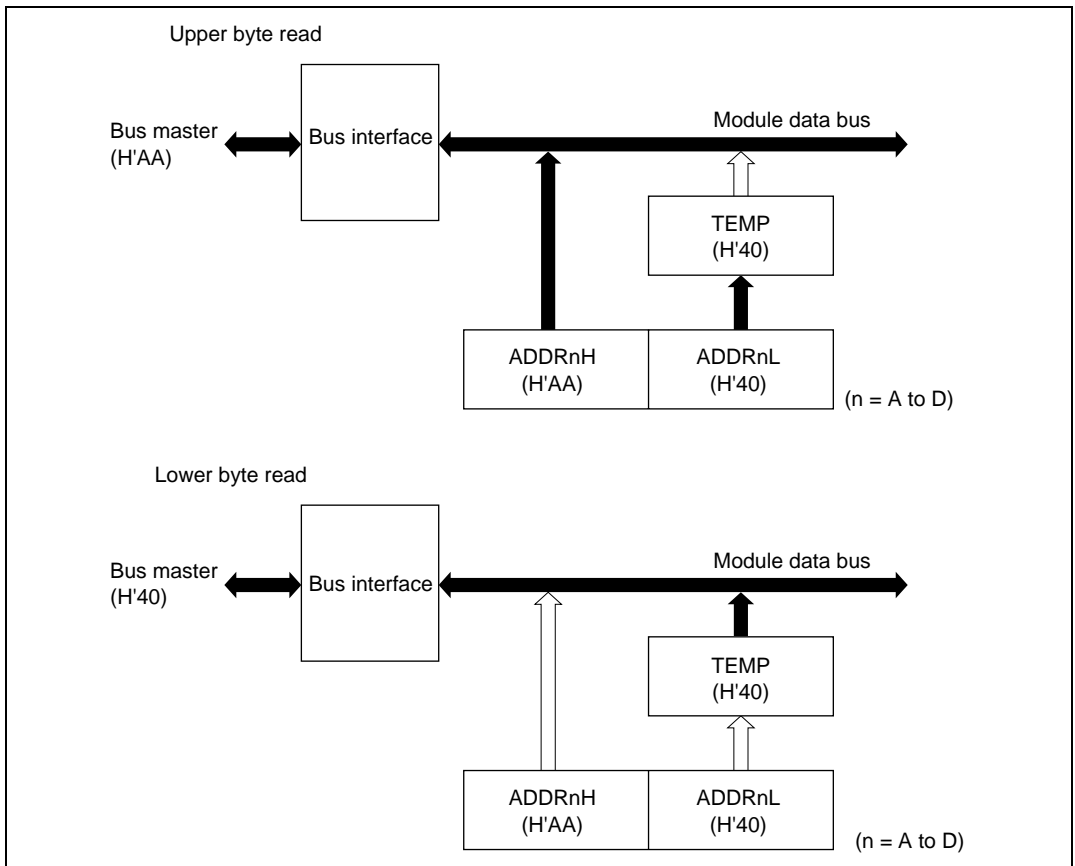 Upper byte read
Bus master
(H'AA)
Bus interface
Module data bus
TEMP
(H'40)
ADDRnH
(H'AA)
ADDRnL
(H'40)
(n = A to D)
Lower byte read
Bus master
(H'40)
Bus interface
Module data bus
TEMP
(H'40)
ADDRnH
(H'AA)
ADDRnL
(H'40)
(n = A to D)